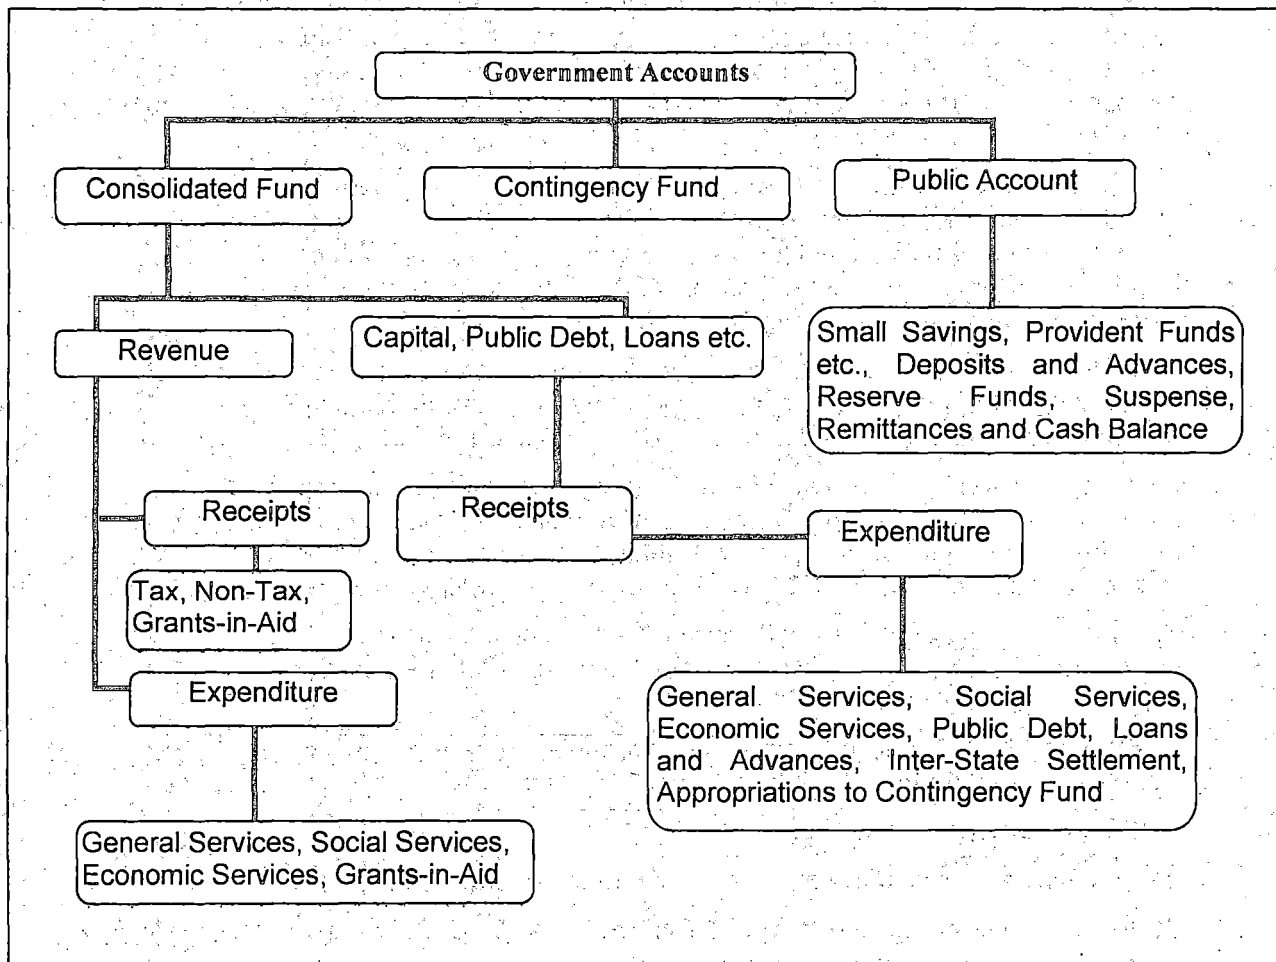 Government Accounts
Consolidated Fund
Contingency Fund
Public Account
Revenue
Capital, Public Debt, Loans etc.
Small Savings, Provident Funds
etc., Deposits and Advances,
Reserve Funds, Suspense,
Remittances and Cash Balance
Receipts
Receipts
Expenditure
Tax, Non-Tax,
Grants-in-Aid
Expenditure
General Services, Social Services,
Economic Services, Public Debt, Loans
and Advances, Inter-State Settlement,
Appropriations to Contingency Fund
General Services, Social Services,
Economic Services, Grants-in-Aid